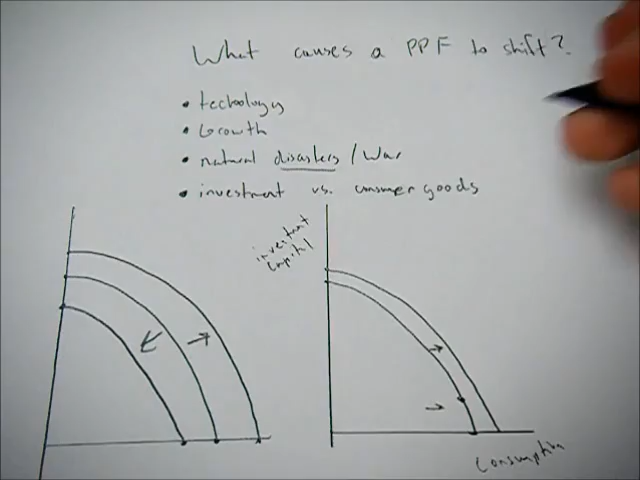 What causes a PPF to shift?
• techology
• Growth
• natural disasters / War
• investment vs. consumer goods
investment
capital
Consumption